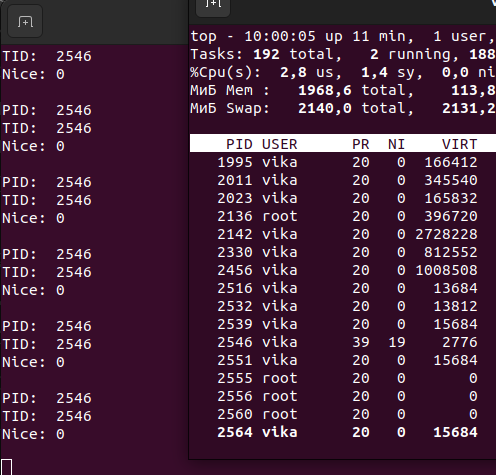 TID:  2546
Nice: 0
PID:  2546
TID:  2546
Nice: 0
PID:  2546
TID:  2546
Nice: 0
PID:  2546
TID:  2546
Nice: 0
PID:  2546
TID:  2546
Nice: 0
PID:  2546
TID:  2546
Nice: 0
top - 10:00:05 up 11 min,  1 user,
Tasks: 192 total,   2 running, 188
%Cpu(s):  2,8 us,  1,4 sy,  0,0 ni
МиБ Mem :   1968,6 total,    113,8
МиБ Swap:   2140,0 total,   2131,2
PID USER      PR  NI    VIRT
1995 vika      20   0  166412
2011 vika      20   0  345540
2023 vika      20   0  165832
2136 root      20   0  396720
2142 vika      20   0 2728228
2330 vika      20   0  812552
2456 vika      20   0 1008508
2516 vika      20   0   13684
2532 vika      20   0   13812
2539 vika      20   0   15684
2546 vika      39  19    2776
2551 vika      20   0   15684
2555 root      20   0       0
2556 root      20   0       0
2560 root      20   0       0
2564 vika      20   0   15684